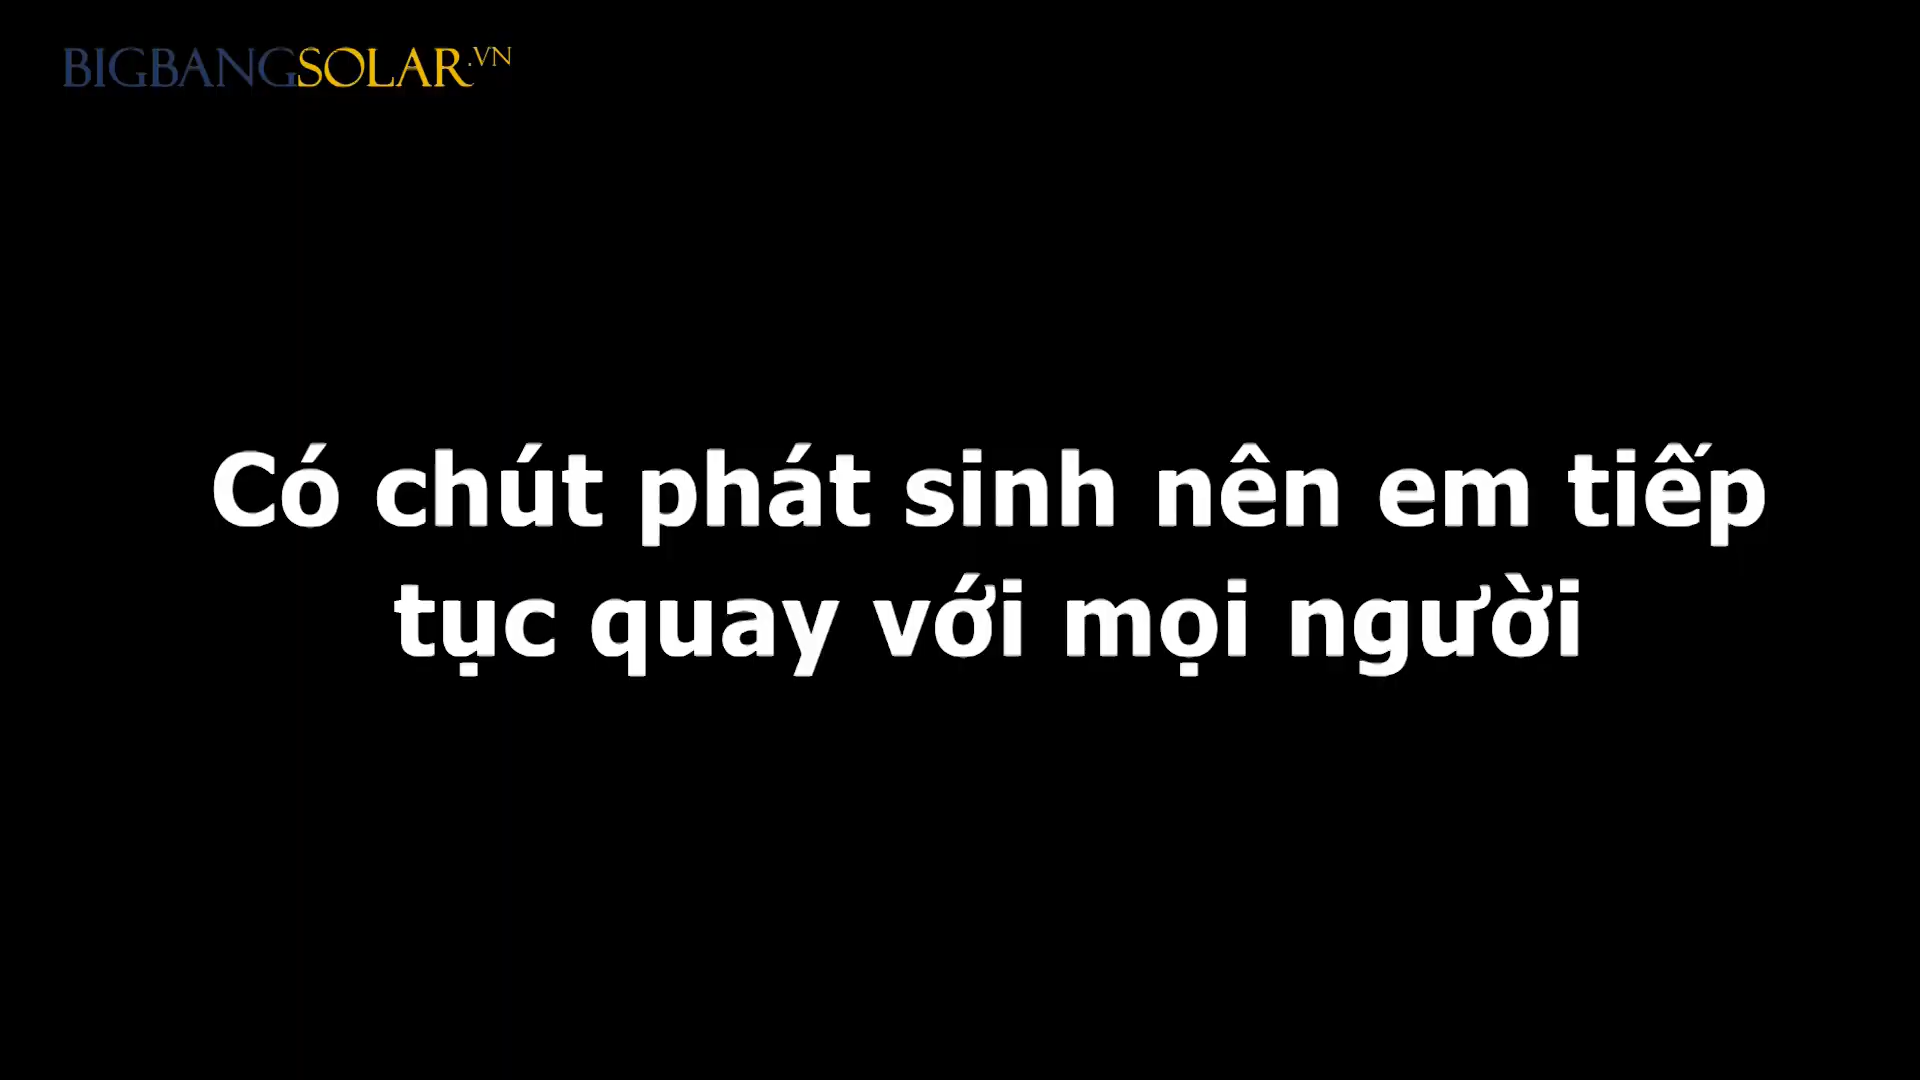 BIGBANGSOLAR.VN
Có chút phát sinh nên em tiếp
tục quay với mọi người